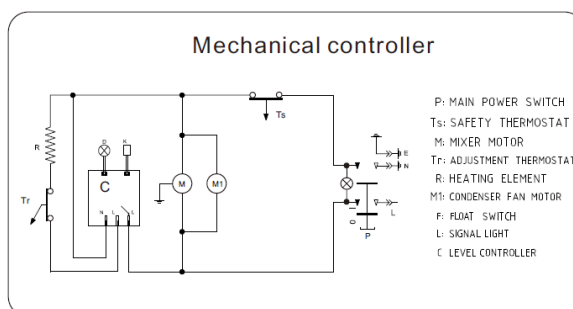 Mechanical controller
Ts
R
D
K
E
N
C
M
M1
Tr
N
L
L
L
O
I
P
P: MAIN POWER SWITCH
Ts: SAFETY THERMOSTAT
M: MIXER MOTOR
Tr: ADJUSTMENT THERMOSTAT
R: HEATING ELEMENT
M1: CONDENSER FAN MOTOR
F: FLOAT SWITCH
L: SIGNAL LIGHT
C LEVEL CONTROLLER